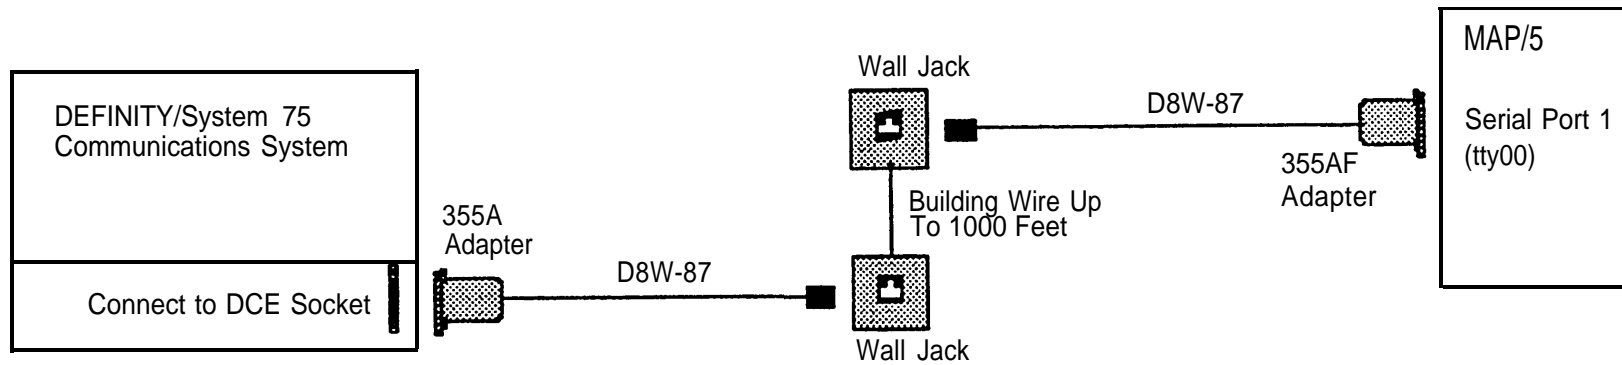 DEFINITY/System 75
Communications System
Connect to DCE Socket
355A
Adapter
D8W-87
Wall Jack
Building Wire Up
To 1000 Feet
Wall Jack
D8W-87
355AF
Adapter
MAP/5
Serial Port 1
(tty00)